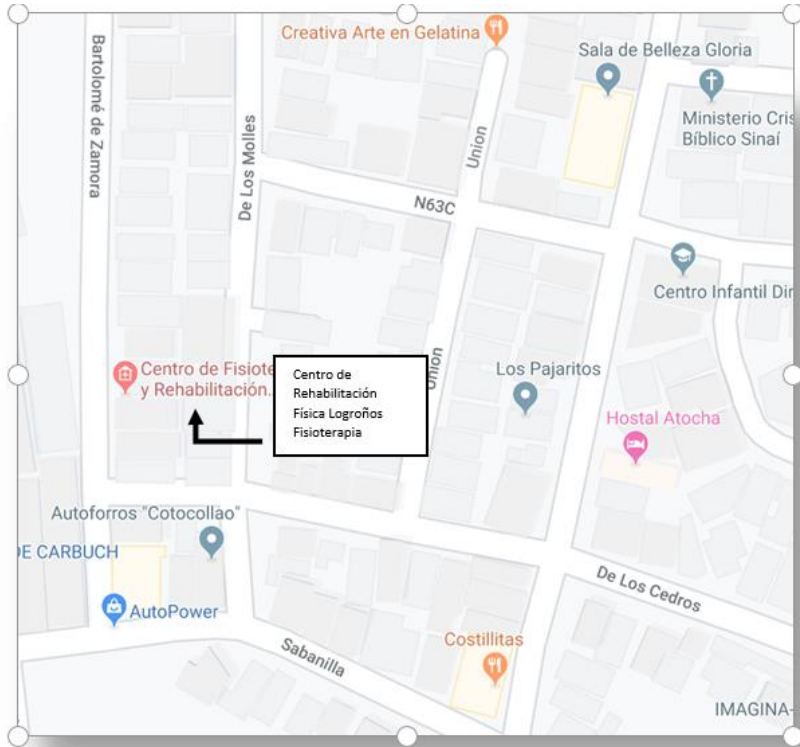 Creativa Arte en Gelatina
Sala de Belleza Gloria
Bartolomé de Zamora
De Los Molles
Union
Ministerio Cris
Bíblico Sinaí
N63C
Centro Infantil Dir
Centro de Fisiote
y Rehabilitación.
Centro de
Rehabilitación
Física Logroños
Fisioterapia
Union
Los Pajaritos
Hostal Atocha
Autoforros "Cotocollao"
DE CARBUCH
De Los Cedros
AutoPower
Sabanilla
Costillitas
IMAGINA-